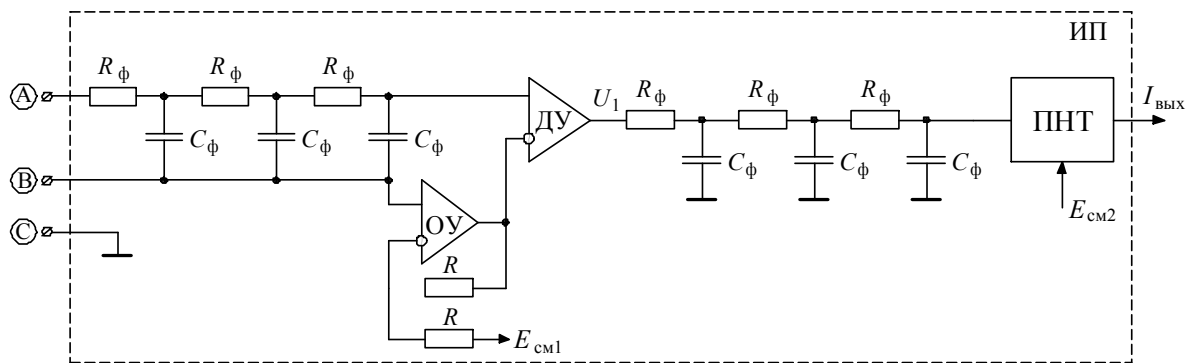 ИП
Rф Rф Rф
A
Cф Cф Cф
B
C
ДУ
U1
Rф Rф Rф
Cф Cф Cф
ПНТ
Iвых
Eсм2
ОУ
R
R
Eсм1